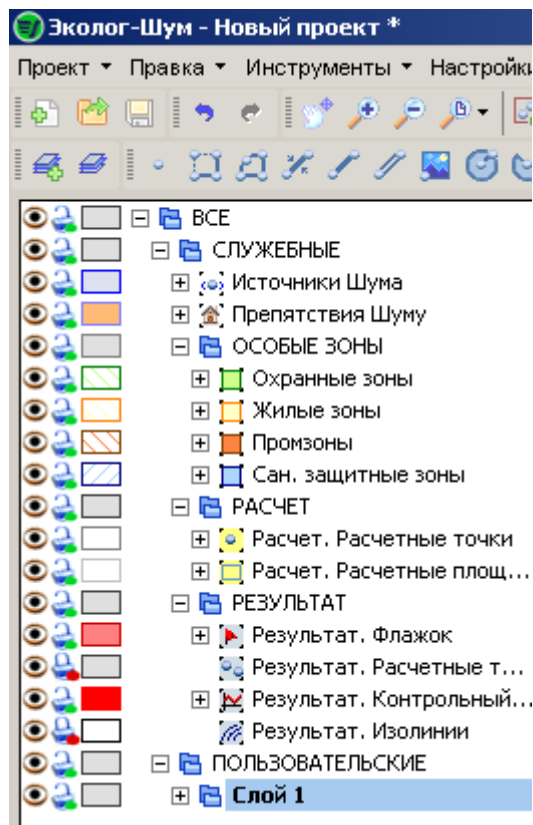 Эколог-Шум - Новый проект *
Проект Правка Инструменты Настройки
ВСЕ
СЛУЖЕБНЫЕ
Источники Шума
Препятствия Шуму
ОСОБЫЕ ЗОНЫ
Охранные зоны
Жилые зоны
Промзоны
Сан. защитные зоны
РАСЧЕТ
Расчет. Расчетные точки
Расчет. Расчетные площ...
РЕЗУЛЬТАТ
Результат. Флажок
Результат. Расчетные т...
Результат. Контрольный...
Результат. Изолинии
ПОЛЬЗОВАТЕЛЬСКИЕ
Слой 1